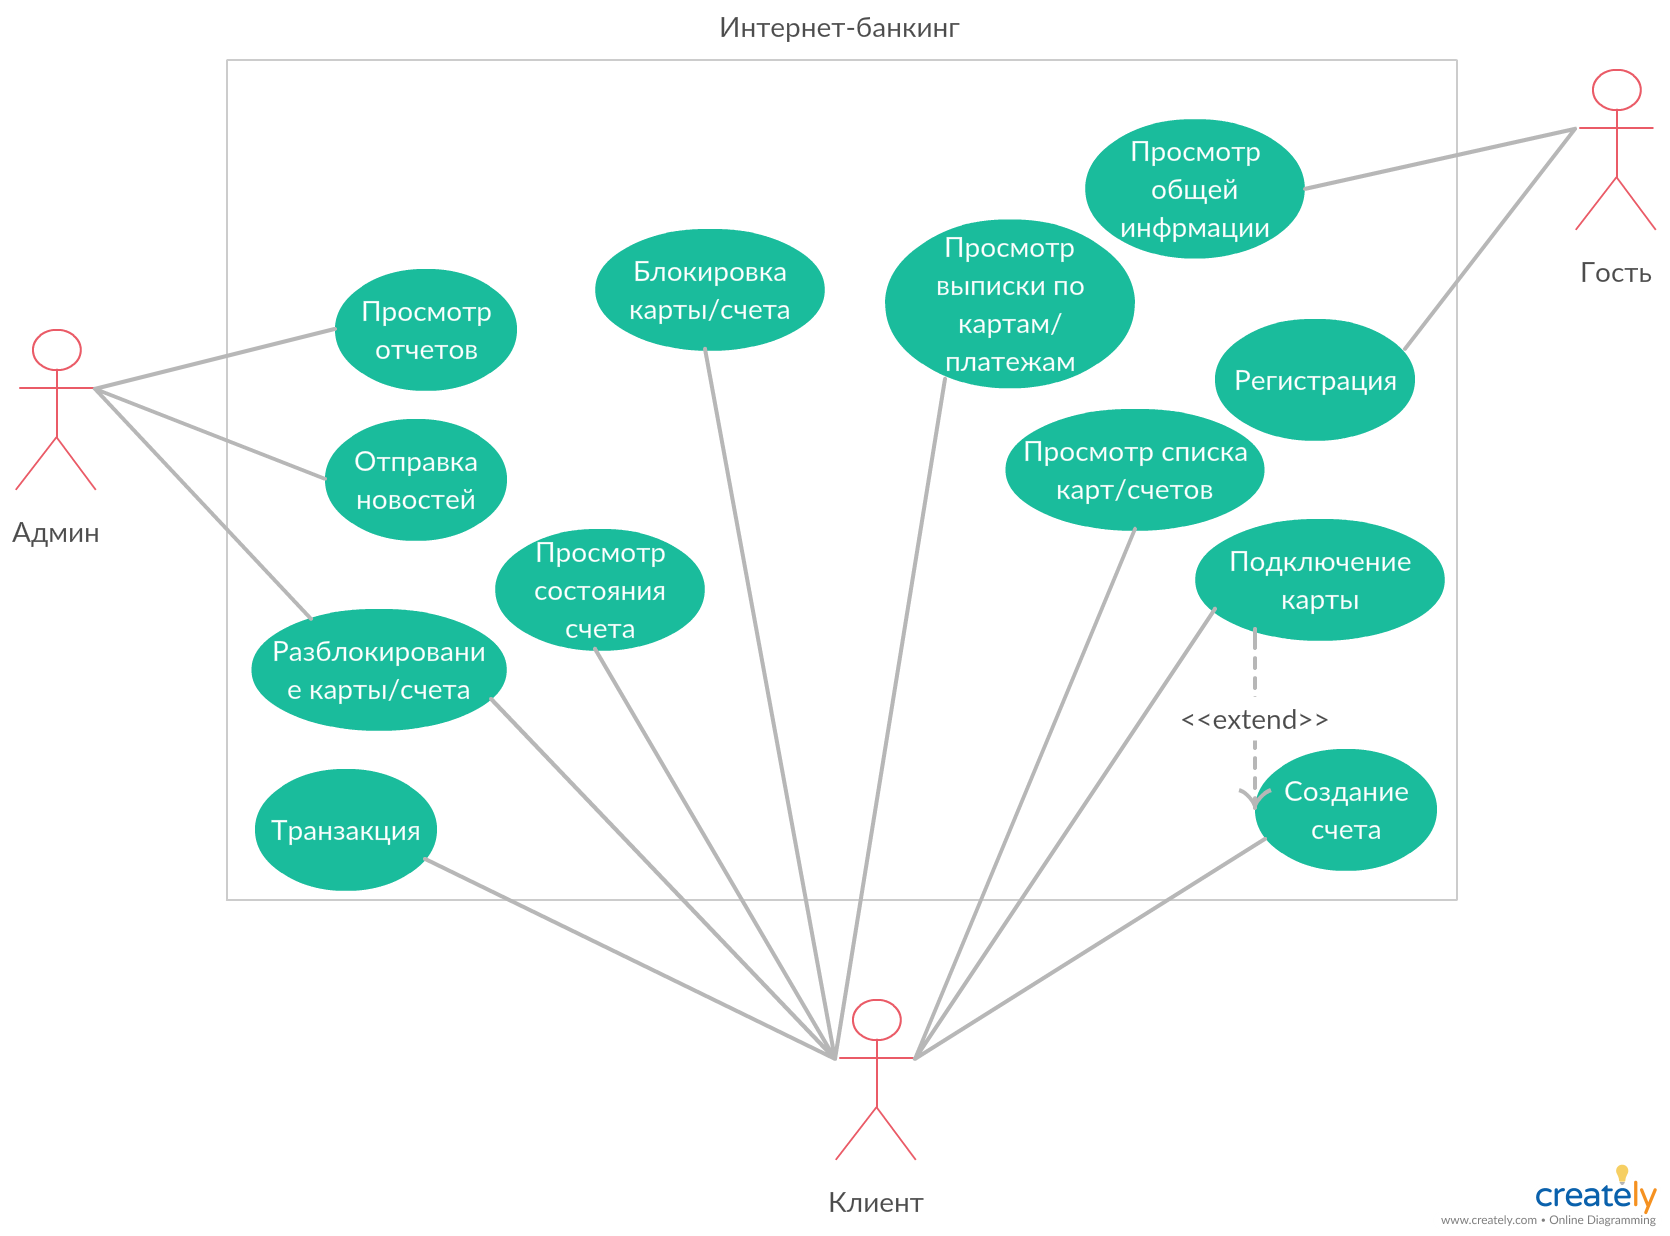 Интернет-банкинг
Просмотр
общей
инфрмации
Гость
Просмотр
выписки по
картам/
платежам
Блокировка
карты/счета
Просмотр
отчетов
Регистрация
Админ
Отправка
новостей
Просмотр списка
карт/счетов
Просмотр
состояния
счета
Подключение
карты
Разблокировани
е карты/счета
<<extend>>
Транзакция
Создание
счета
Клиент
creately
www.creately.com • Online Diagramming